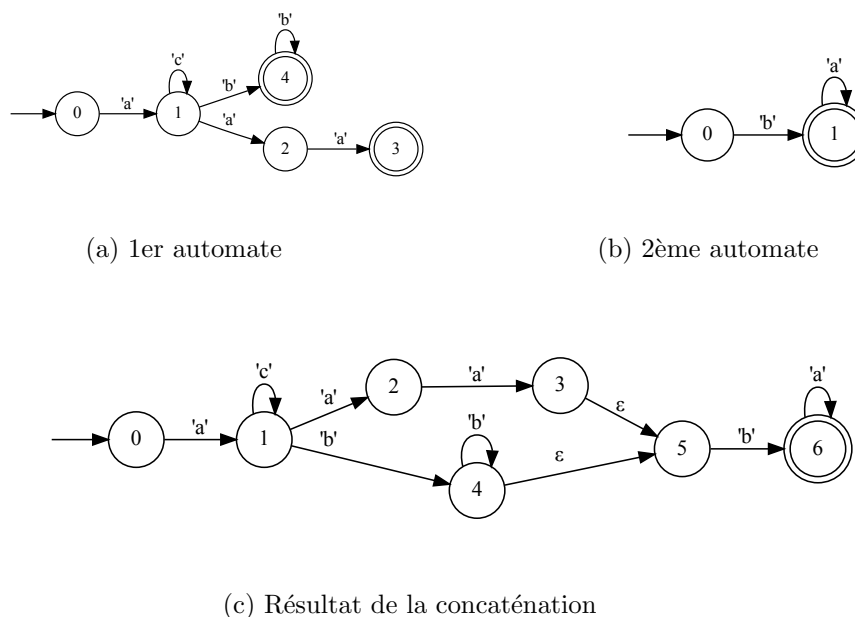 'b'
'c'
4
'a'
'b'
0
'a'
1
'b'
0
'a'
1
'a'
2
'a'
3
(a) 1er automate
(b) 2ème automate
'c'
'a'
2
'a'
3
'a'
0
'a'
1
'b'
'b'
4
ε
ε
5
'b'
6
(c) Résultat de la concaténation